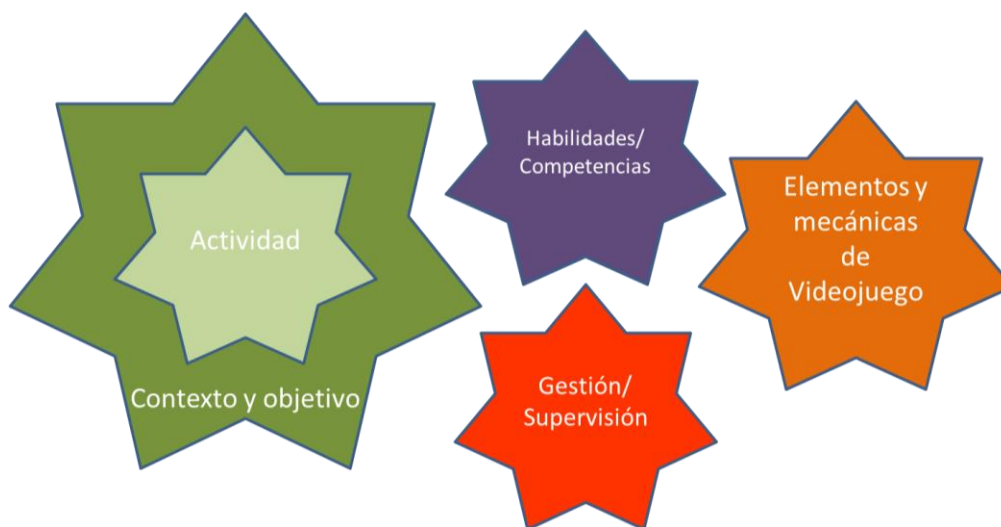 Actividad
Contexto y objetivo
Habilidades/
Competencias
Gestión/
Supervisión
Elementos y
mecánicas
de
Videojuego